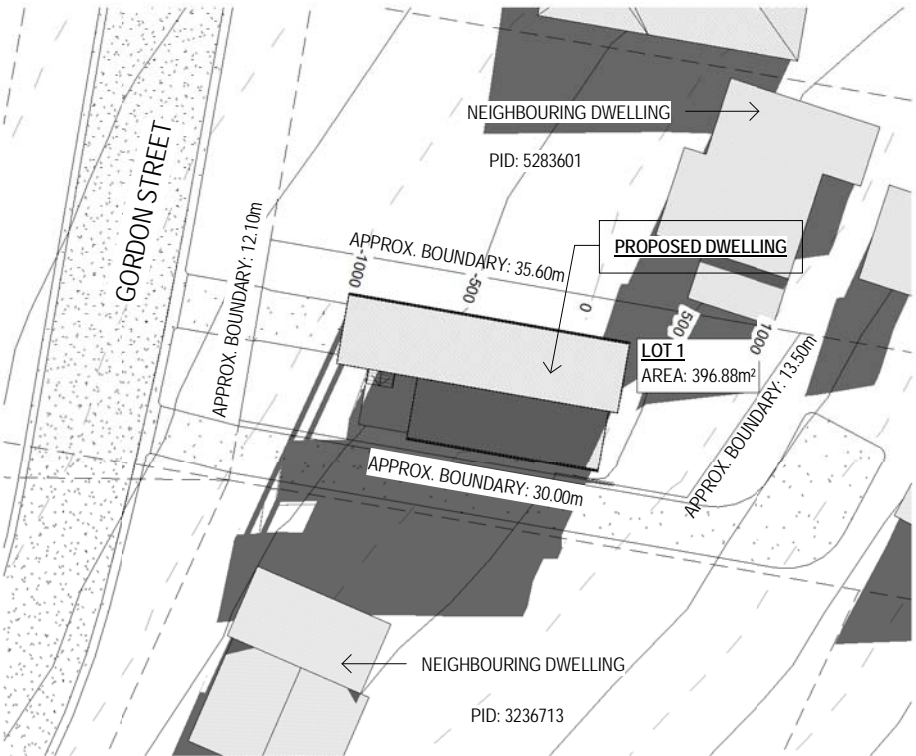 NEIGHBOURING DWELLING
PID: 5283601
GORDON STREET
APPROX. BOUNDARY: 12.10m
APPROX. BOUNDARY: 35.60m
PROPOSED DWELLING
-1000
-500
0
500
1000
LOT 1
AREA: 396.88m²
APPROX. BOUNDARY: 13.50m
APPROX. BOUNDARY: 30.00m
NEIGHBOURING DWELLING
PID: 3236713